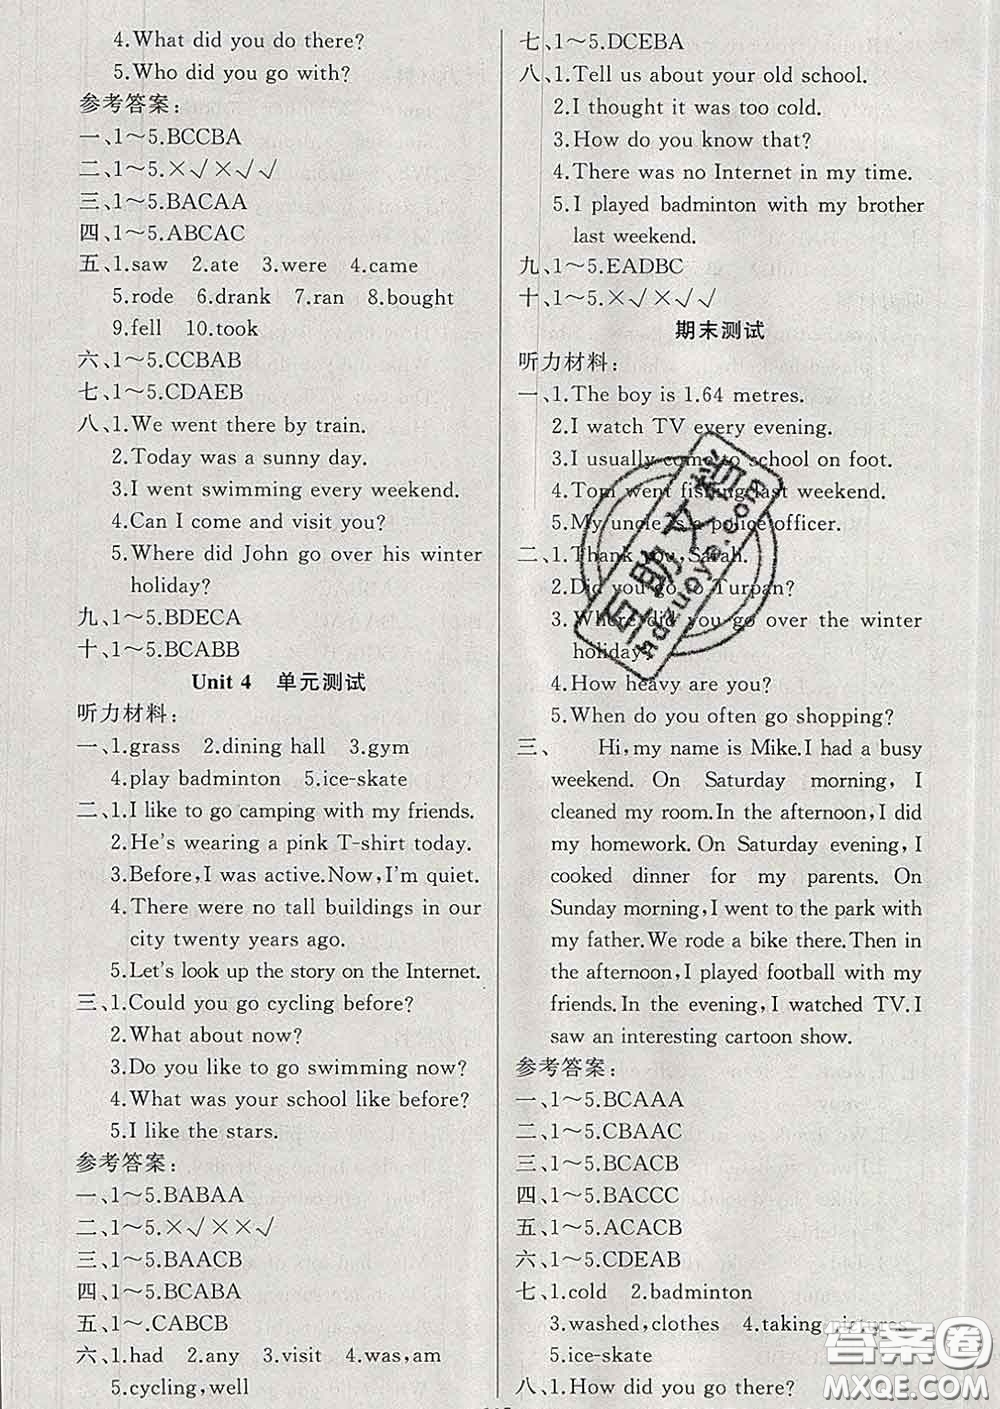 4.What did you do there?
5.Who did you go with?
参考答案:
一、1～5.BCCBA
二、1～5.×√×√√
三、1～5.BACAA
四、1～5.ABCAC
五、1.saw 2.ate 3.were 4.came
5.rode 6.drank 7.ran 8.bought
9.fell 10.took
六、1～5.CCBAB
七、1～5.CDAEB
八、1.We went there by train.
2.Today was a sunny day.
3.I went swimming every weekend.
4.Can I come and visit you?
5.Where did John go over his winter
holiday?
九、1～5.BDECA
十、1～5.BCABB
Unit 4 单元测试
听力材料:
一、1.grass 2.dining hall 3.gym
4.play badminton 5.ice-skate
二、1.I like to go camping with my friends.
2.He's wearing a pink T-shirt today.
3.Before,I was active.Now,I'm quiet.
4.There were no tall buildings in our
city twenty years ago.
5.Let's look up the story on the Internet.
三、1.Could you go cycling before?
2.What about now?
3.Do you like to go swimming now?
4.What was your school like before?
5.I like the stars.
参考答案:
一、1～5.BABAA
二、1～5.×√××√
三、1～5.BAACB
四、1～5.BCABA
五、1～.CABCB
六、1.had 2.any 3.visit 4.was,am
5.cycling,well
七、1～5.DCEBA
八、1.Tell us about your old school.
2.I thought it was too cold.
3.How do you know that?
4.There was no Internet in my time.
5.I played badminton with my brother
last weekend.
九、1～5.EADBC
十、1～5.×√×√√
期末测试
听力材料:
一、1.The boy is 1.64 metres.
2.I watch TV every evening.
3.I usually come to school on foot.
4.Tom went fishing last weekend.
5.My uncle is a police officer.
二、1.Thank you,Sarah.
2.Did you go to Turpan?
3.Where did you go over the winter
holiday?
4.How heavy are you?
5.When do you often go shopping?
三、 Hi,my name is Mike.I had a busy
weekend. On Saturday morning, I
cleaned my room.In the afternoon,I did
my homework. On Saturday evening,I
cooked dinner for my parents. On
Sunday morning,I went to the park with
my father.We rode a bike there.Then in
the afternoon,I played football with my
friends.In the evening,I watched TV.I
saw an interesting cartoon show.
参考答案:
一、1～5.BCAAA
二、1～5.CBAAC
三、1～5.BCACB
四、1～5.BACCC
五、1～5.ACACB
六、1～5.CDEAB
七、1.cold 2.badminton
3.washed,clothes 4.taking pictures
5.ice-skate
八、1.How did you go there?
互助文粹
huzuoye.com
答案圈
MXQE.COM